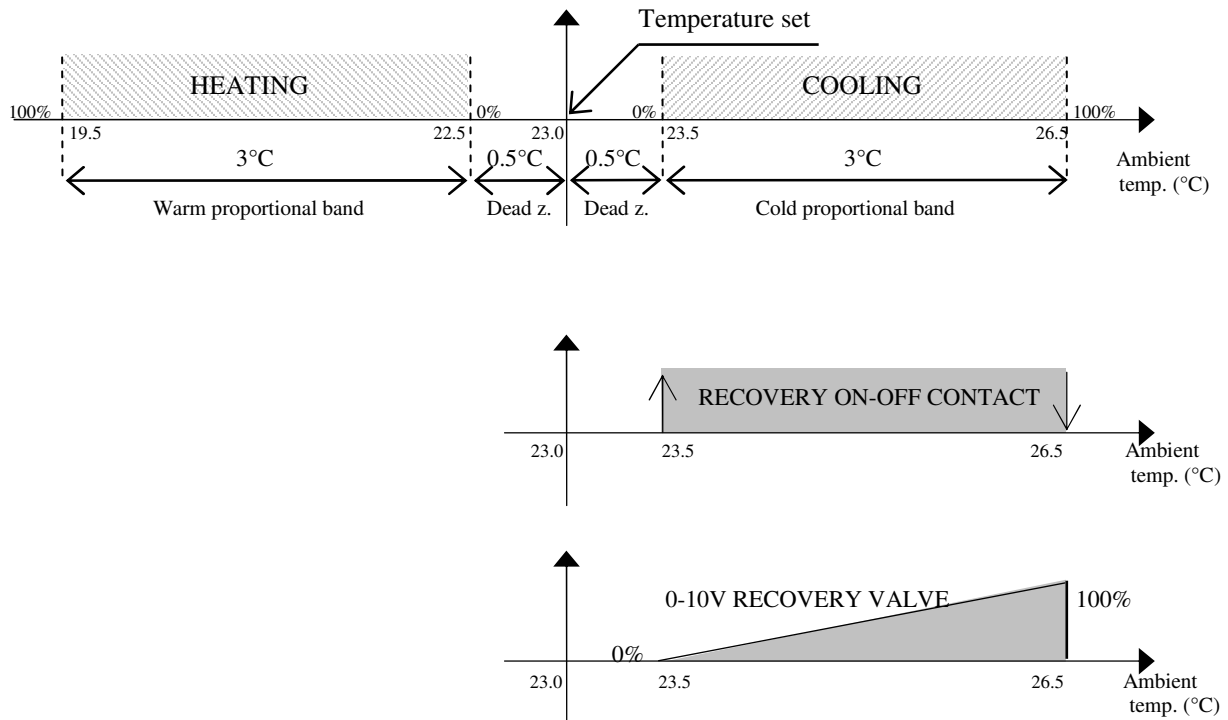 Temperature set
HEATING
COOLING
100%
0%
0%
100%
19.5
22.5
23.0
23.5
26.5
3°C
0.5°C
0.5°C
3°C
Ambient
temp. (°C)
Warm proportional band
Dead z.
Dead z.
Cold proportional band
RECOVERY ON-OFF CONTACT
23.0
23.5
26.5
Ambient
temp. (°C)
0-10V RECOVERY VALVE
100%
0%
23.0
23.5
26.5
Ambient
temp. (°C)